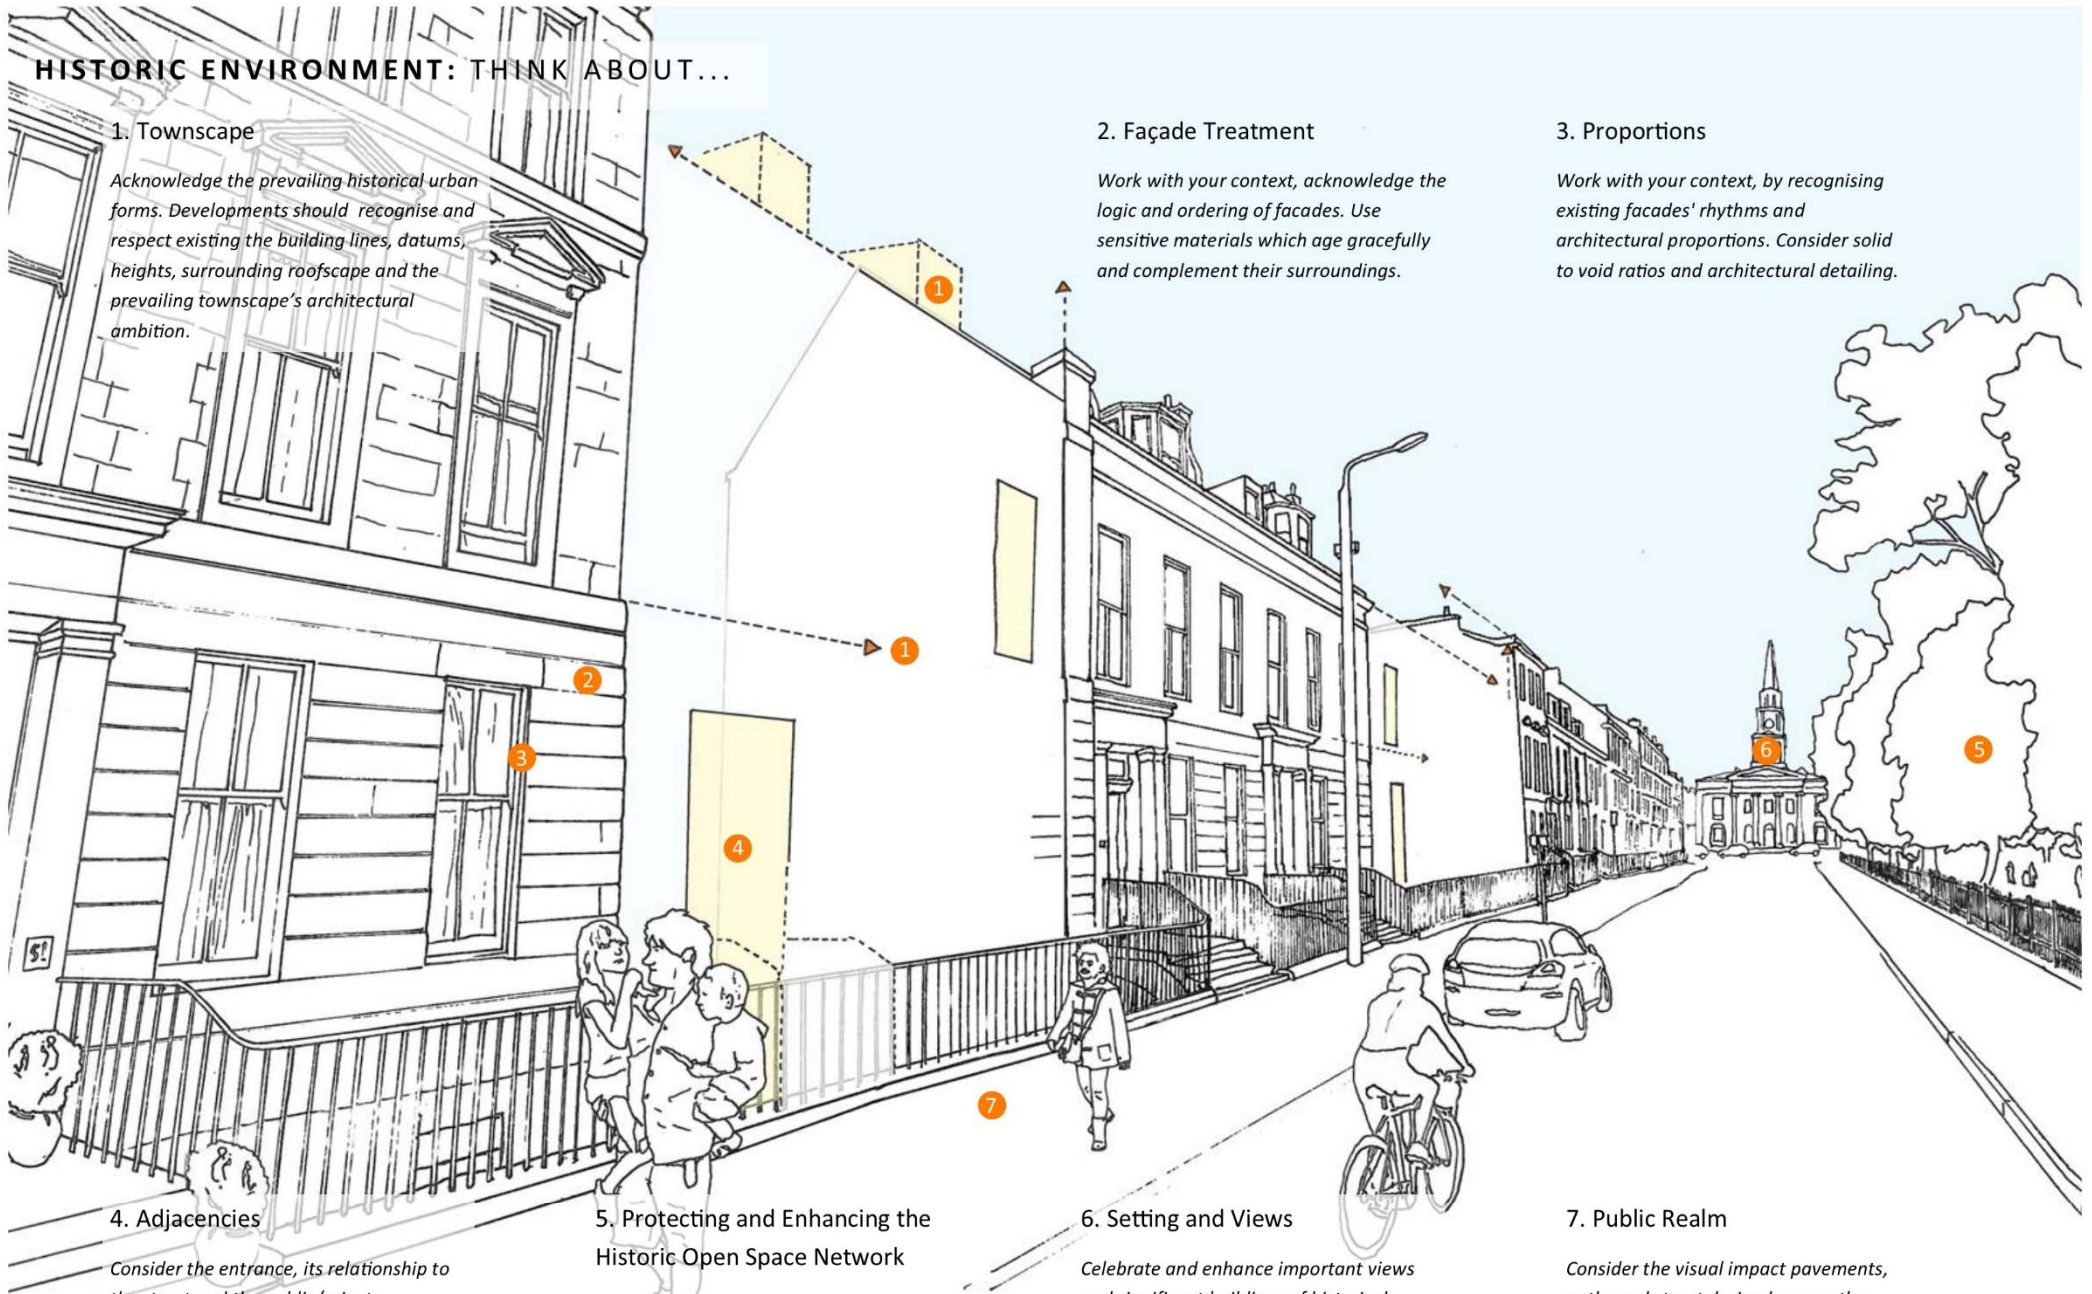 HISTORIC ENVIRONMENT: THINK ABOUT...
1. Townscape
Acknowledge the prevailing historical urban
forms. Developments should recognise and
respect existing the building lines, datums,
heights, surrounding roofscape and the
prevailing townscape's architectural
ambition.
2. Façade Treatment
Work with your context, acknowledge the
logic and ordering of facades. Use
sensitive materials which age gracefully
and complement their surroundings.
3. Proportions
Work with your context, by recognising
existing facades' rhythms and
architectural proportions. Consider solid
to void ratios and architectural detailing.
1
1
2
3
4
5
6
7
4. Adjacencies
Consider the entrance, its relationship to
5. Protecting and Enhancing the
Historic Open Space Network
6. Setting and Views
Celebrate and enhance important views
7. Public Realm
Consider the visual impact pavements,